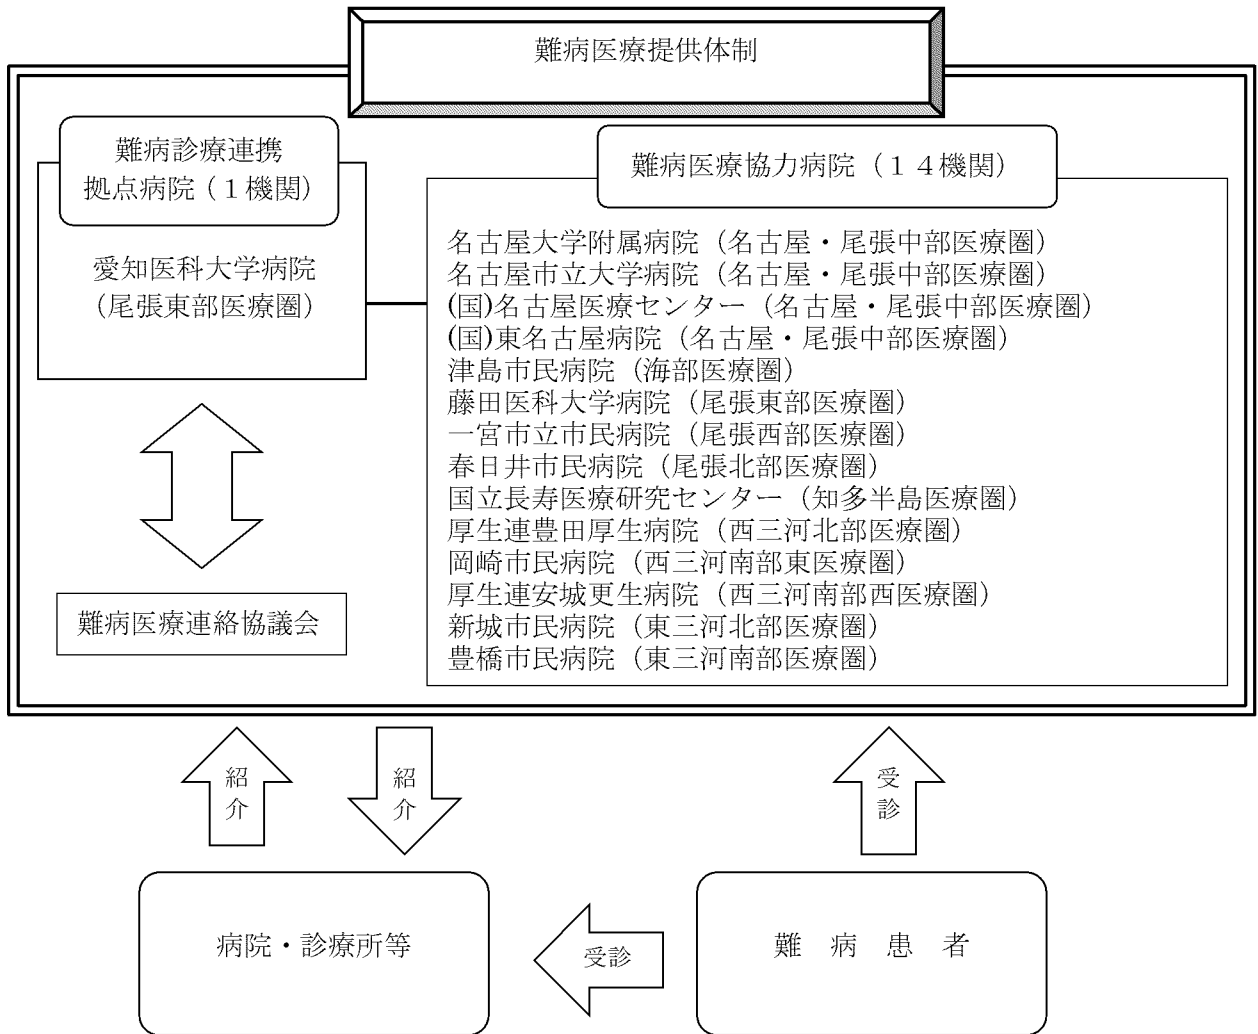 難病医療提供体制
難病診療連携
拠点病院（１機関）
愛知医科大学病院
（尾張東部医療圏）
難病医療連絡協議会
難病医療協力病院（１４機関）
名古屋大学附属病院（名古屋・尾張中部医療圏）
名古屋市立大学病院（名古屋・尾張中部医療圏）
(国)名古屋医療センター（名古屋・尾張中部医療圏）
(国)東名古屋病院（名古屋・尾張中部医療圏）
津島市民病院（海部医療圏）
藤田医科大学病院（尾張東部医療圏）
一宮市立市民病院（尾張西部医療圏）
春日井市民病院（尾張北部医療圏）
国立長寿医療研究センター（知多半島医療圏）
厚生連豊田厚生病院（西三河北部医療圏）
岡崎市民病院（西三河南部東医療圏）
厚生連安城更生病院（西三河南部西医療圏）
新城市民病院（東三河北部医療圏）
豊橋市民病院（東三河南部医療圏）
紹介
紹介
受診
病院・診療所等
受診
難　病　患　者